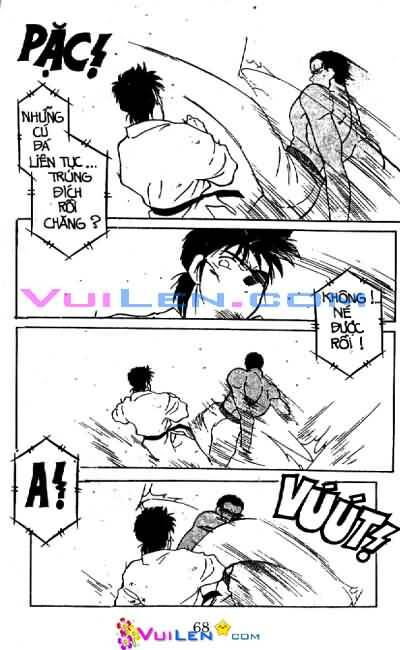 PẶC!
NHỮNG
CÚ
ĐÁ
LIÊN TỤC...
TRÚNG
ĐÍCH
RỒI
CHĂNG?
VUILEN.COM
KHÔNG!
NÉ
ĐƯỢC
RỒI!
A!
VÚÚT!
68
VUILEN.COM